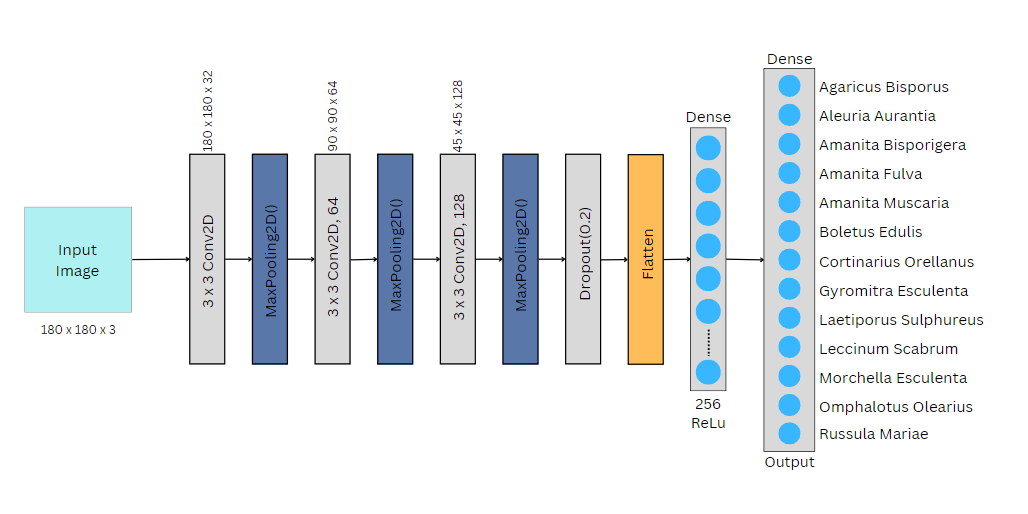 Input
Image
180 x 180 x 3
180 x 180 x 32
3 x 3 Conv2D
MaxPooling2D()
90 x 90 x 64
3 x 3 Conv2D, 64
MaxPooling2D()
45 x 45 x 128
3 x 3 Conv2D, 128
MaxPooling2D()
Dropout(0.2)
Flatten
Dense
256
ReLu
Dense
Agaricus Bisporus
Aleuria Aurantia
Amanita Bisporigera
Amanita Fulva
Amanita Muscaria
Boletus Edulis
Cortinarius Orellanus
Gyromitra Esculenta
Laetiporus Sulphureus
Leccinum Scabrum
Morchella Esculenta
Omphalotus Olearius
Russula Mariae
Output